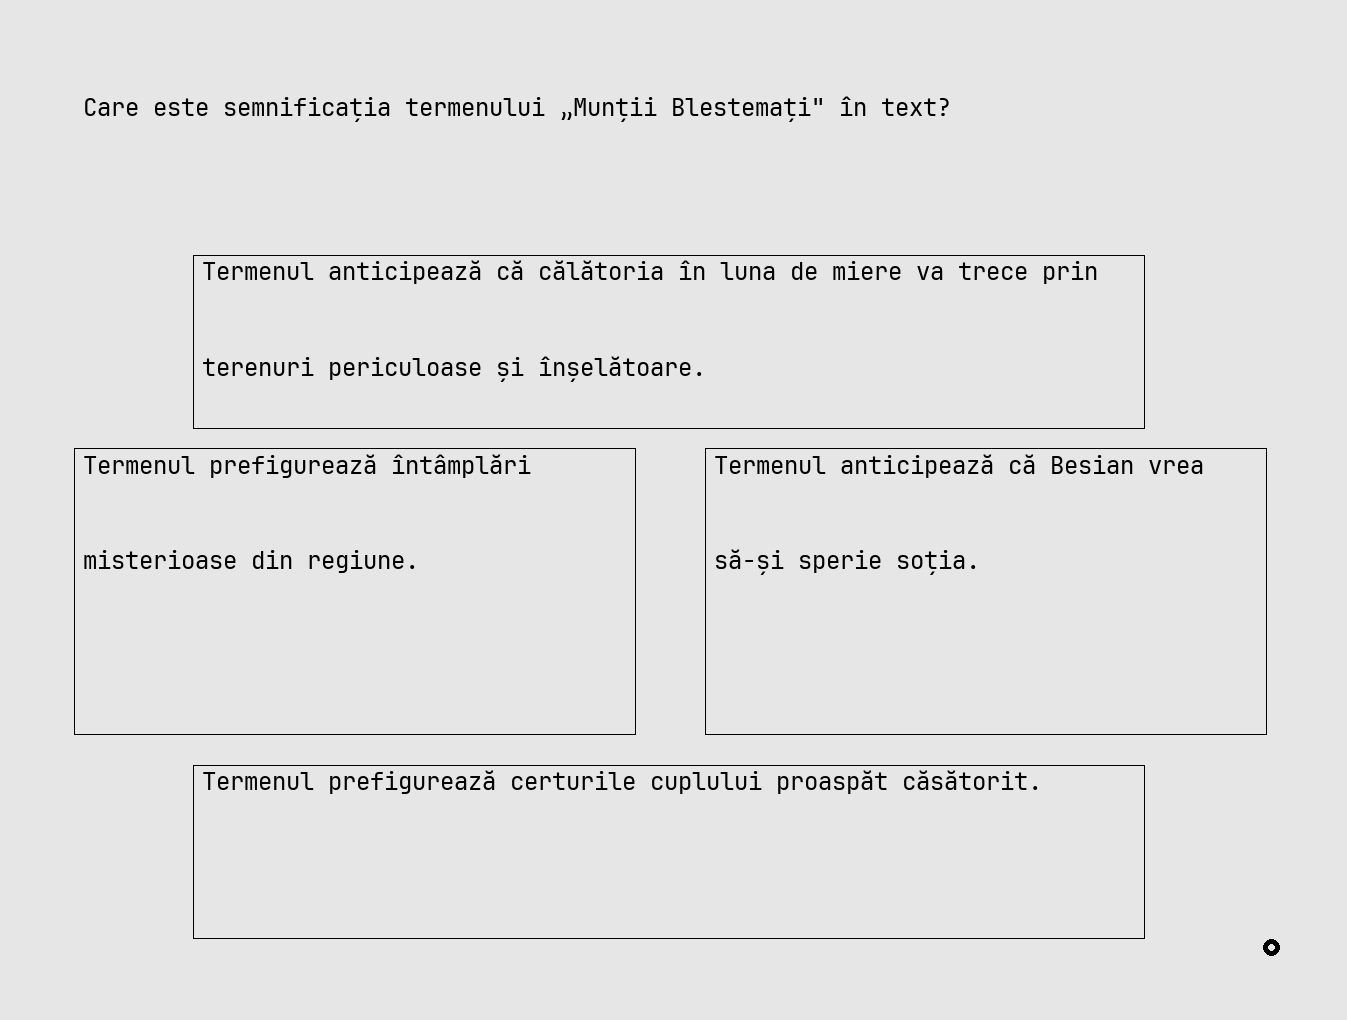 Care este semnificația termenului „Munții Blestemați" în text?
Termenul anticipează că călătoria în luna de miere va trece prin
terenuri periculoase și înșelătoare.
Termenul prefigurează întâmplări
misterioase din regiune.
Termenul anticipează că Besian vrea
să-și sperie soția.
Termenul prefigurează certurile cuplului proaspăt căsătorit.